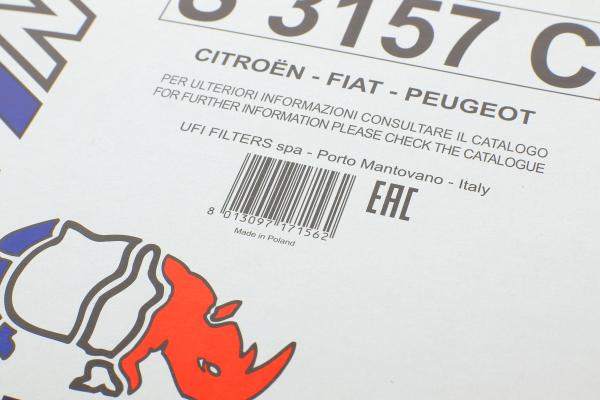 3157
CITROËN - FIAT - PEUGEOT
PER ULTERIORI INFORMAZIONI CONSULTARE IL CATALOGO
FOR FURTHER INFORMATION PLEASE CHECK THE CATALOGUE
UFI FILTERS spa - Porto Mantovano - Italy
EAC
8 013097 171562
Made in Poland